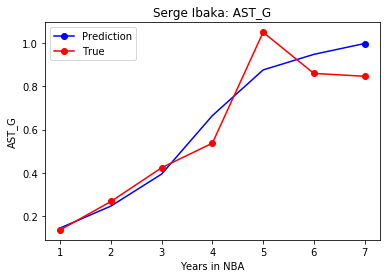 Serge Ibaka: AST_G
Prediction
True
1.0
0.8
0.6
0.4
0.2
AST_G
1 2 3 4 5 6 7
Years in NBA